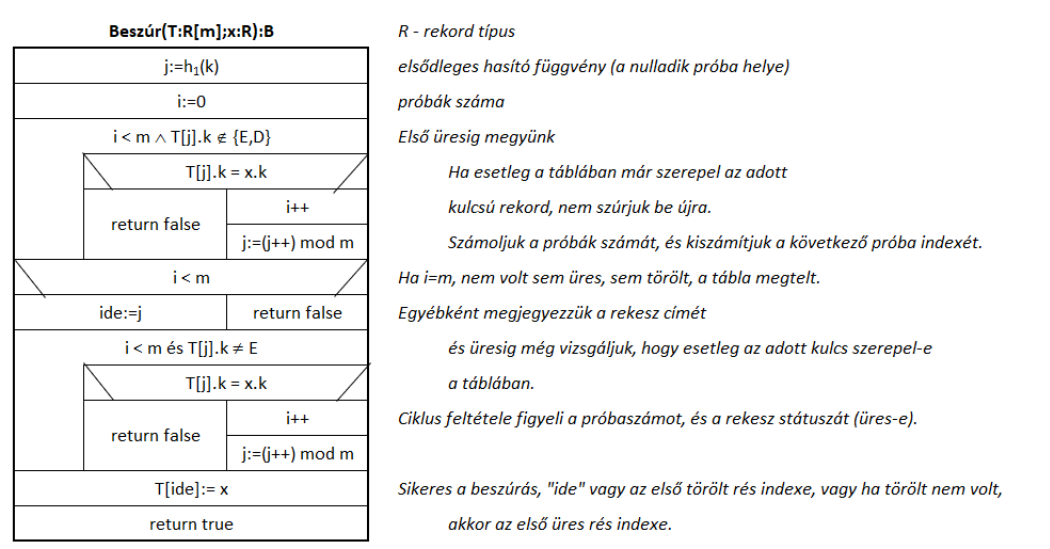 Beszúr(T:R[m];x:R):B
R - rekord típus
j:=h₁(k)
elsődleges hasító függvény (a nulladik próba helye)
i:=0
próbák száma
i < m ∧ T[j].k ∉ {E,D}
Első üresig megyünk
T[j].k = x.k
Ha esetleg a táblában már szerepel az adott
return false
i++
kulcsú rekord, nem szúrjuk be újra.
j:=(j++) mod m
Számoljuk a próbák számát, és kiszámítjuk a következő próba indexét.
i < m
Ha i=m, nem volt sem üres, sem törölt, a tábla megtelt.
ide:=j
return false
Egyébként megjegyezzük a rekesz címét
i < m és T[j].k ≠ E
és üresig még vizsgáljuk, hogy esetleg az adott kulcs szerepel-e
T[j].k = x.k
a táblában.
return false
i++
Ciklus feltétele figyeli a próbaszámot, és a rekesz státuszát (üres-e).
j:=(j++) mod m
T[ide]:= x
Sikeres a beszúrás, "ide" vagy az első törölt rés indexe, vagy ha törölt nem volt,
return true
akkor az első üres rés indexe.